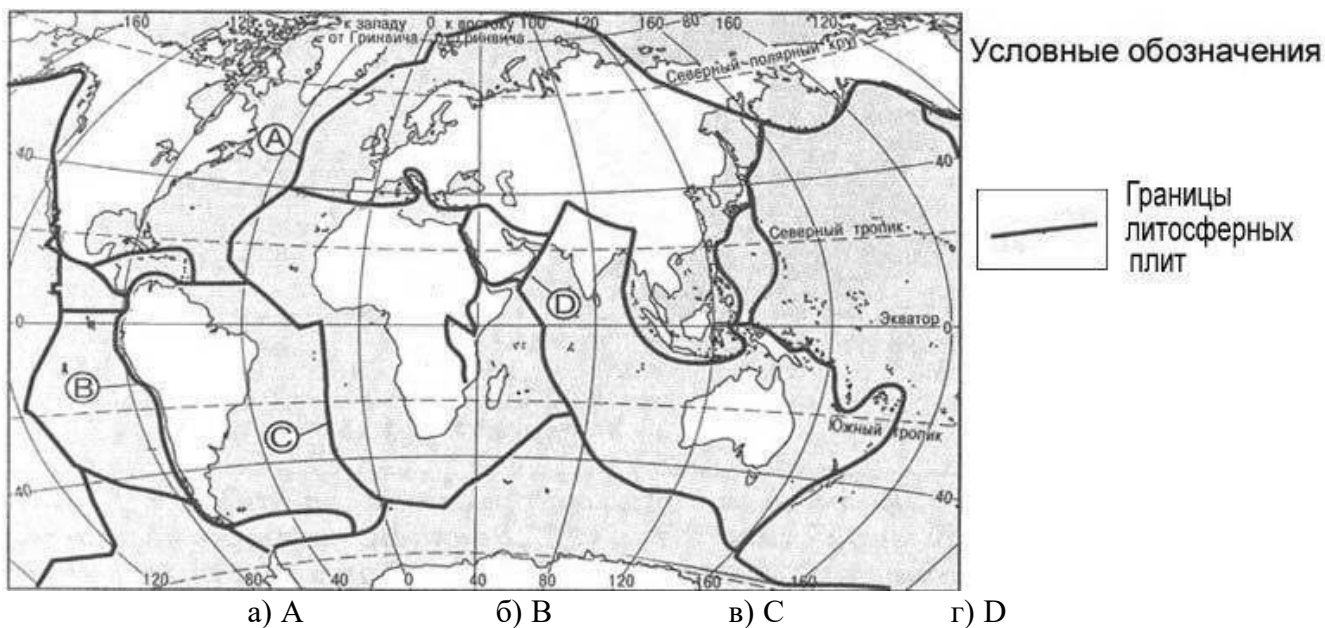 160 120 к западу 0 к востоку 100 120 160 80 160 120
от Гринвича Гринвича
Северный полярный круг
A
40 40
Северный тропик
D
0 Экватор 0
B
C
Южный тропик
40 40
120 80 40 0 40 80 120 160 160
Условные обозначения
Границы
литосферных
плит
а) A б) B в) C г) D